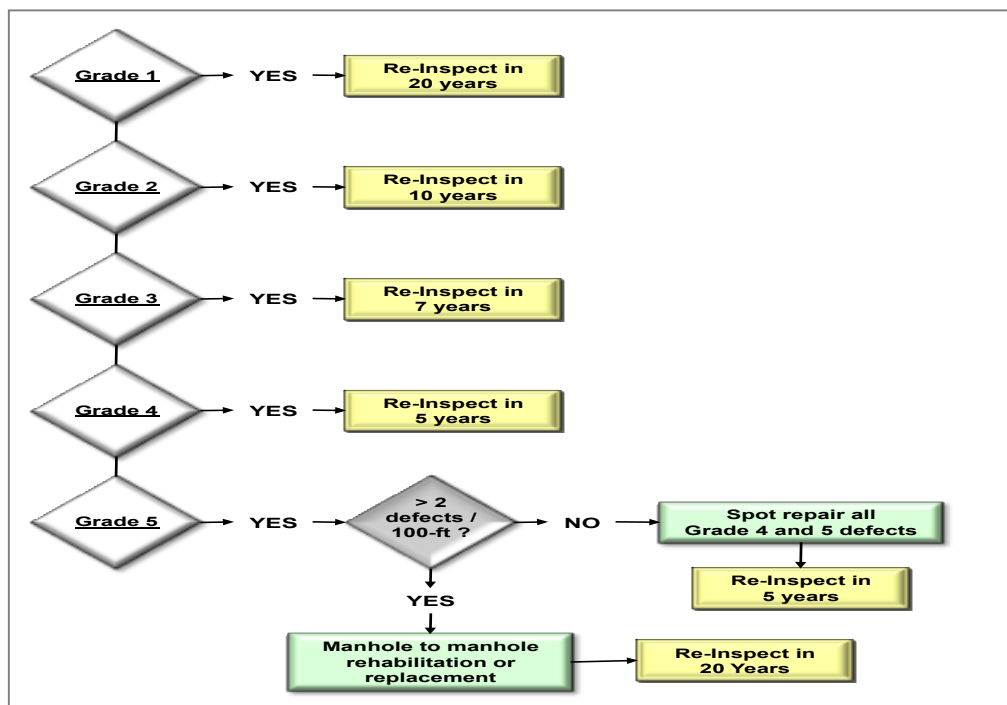 Grade 1
YES
Re-Inspect in
20 years
Grade 2
YES
Re-Inspect in
10 years
Grade 3
YES
Re-Inspect in
7 years
Grade 4
YES
Re-Inspect in
5 years
Grade 5
YES
> 2
defects /
100-ft ?
NO
Spot repair all
Grade 4 and 5 defects
Re-Inspect in
5 years
YES
Manhole to manhole
rehabilitation or
replacement
Re-Inspect in
20 Years